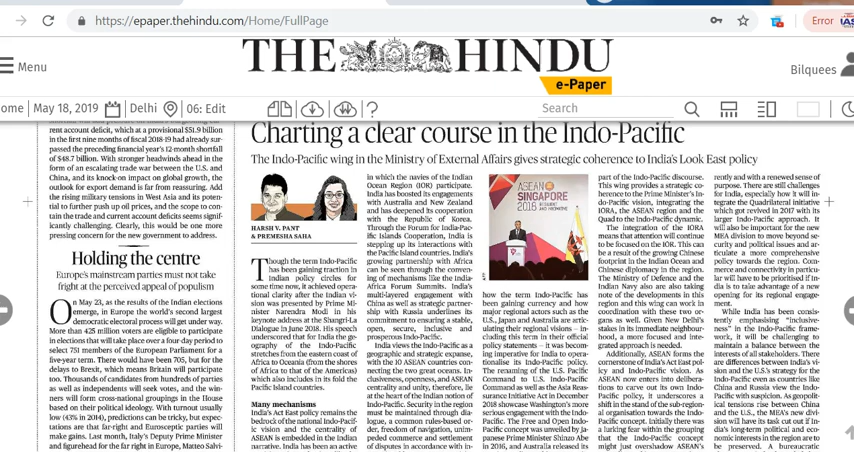 https://epaper.thehindu.com/Home/FullPage
Error
Menu
THE HINDU
e-Paper
Bilquees
ome | May 18, 2019
Delhi
06: Edit
Search
rent account deficit, which at a provisional $51.9 billion
in the first nine months of fiscal 2018-19 had already sur-
passed the preceding financial year's 12-month shortfall
of $48.7 billion. With stronger headwinds ahead in the
form of an escalating trade war between the U.S. and
China, and its knock-on impact on global growth, the
outlook for export demand is far from reassuring. Add
the rising military tensions in West Asia and its poten-
tial to further push up oil prices, and the scope to con-
tain the trade and current account deficits seems signif-
icantly challenging. Clearly, this would be one more
pressing concern for the new government to address.
Holding the centre
Europe's mainstream parties must not take
fright at the perceived appeal of populism
On May 23, as the results of the Indian elections
emerge, in Europe the world's second largest
democratic electoral process will get under way.
More than 425 million voters are eligible to participate
in elections that will take place over a four day period to
select 751 members of the European Parliament for a
five-year term. There would have been 705, but for the
delays to Brexit, which means Britain will participate
too. Thousands of candidates from hundreds of parties
as well as independents will seek votes, and the win-
ners will form cross-national groupings in the House
based on their political ideology. With turnout usually
low (43% in 2014), predictions can be tricky, but expec-
tations are that far-right and Eurosceptic parties will
make gains. Last month, Italy's Deputy Prime Minister
and figurehead for the far right in Europe, Matteo Salvi-
Charting a clear course in the Indo-Pacific
The Indo-Pacific wing in the Ministry of External Affairs gives strategic coherence to India's Look East policy
HARSH V. PANT
& PREMESHA SAHA
Though the term Indo-Pacific
has been gaining traction in
Indian policy circles for
some time now, it achieved opera-
tional clarity after the Indian vi-
sion was presented by Prime Mi-
nister Narendra Modi in his
keynote address at the Shangri-La
Dialogue in June 2018. His speech
underscored that for India the ge-
ography of the Indo-Pacific
stretches from the eastern coast of
Africa to Oceania (from the shores
of Africa to that of the Americas)
which also includes in its fold the
Pacific Island countries.
Many mechanisms
India's Act East policy remains the
bedrock of the national Indo-Pacif-
ic vision and the centrality of
ASEAN is embedded in the Indian
narrative. India has been an active
in which the navies of the Indian
Ocean Region (IOR) participate.
India has boosted its engagements
with Australia and New Zealand
and has deepened its cooperation
with the Republic of Korea.
Through the Forum for India-Pac-
ific Islands Cooperation, India is
stepping up its interactions with
the Pacific Island countries. India's
growing partnership with Africa
can be seen through the conven-
ing of mechanisms like the India-
Africa Forum Summits. India's
multi-layered engagement with
China as well as strategic partner-
ship with Russia underlines its
commitment to ensuring a stable,
open, secure, inclusive and
prosperous Indo-Pacific.
India views the Indo-Pacific as a
geographic and strategic expanse,
with the 10 ASEAN countries con-
necting the two great oceans. In-
clusiveness, openness, and ASEAN
centrality and unity, therefore, lie
at the heart of the Indian notion of
Indo-Pacific. Security in the region
must be maintained through dia-
logue, a common rules-based or-
der, freedom of navigation, unim-
peded commerce and settlement
of disputes in accordance with in-
ASEAN
SINGAPORE
2018
how the term Indo-Pacific has
been gaining currency and how
major regional actors such as the
U.S., Japan and Australia are arti-
culating their regional visions – in-
cluding this term in their official
policy statements – it was becom-
ing imperative for India to opera-
tionalise its Indo-Pacific policy.
The renaming of the U.S. Pacific
Command to U.S. Indo-Pacific
Command as well as the Asia Reas-
surance Initiative Act in December
2018 showcase Washington's more
serious engagement with the Indo-
Pacific. The Free and Open Indo-
Pacific concept was unveiled by Ja-
panese Prime Minister Shinzo Abe
in 2016, and Australia released its
part of the Indo-Pacific discourse.
This wing provides a strategic co-
herence to the Prime Minister's In-
do-Pacific vision, integrating the
IORA, the ASEAN region and the
Quad to the Indo-Pacific dynamic.
The integration of the IORA
means that attention will continue
to be focused on the IOR. This can
be a result of the growing Chinese
footprint in the Indian Ocean and
Chinese diplomacy in the region.
The Ministry of Defence and the
Indian Navy also are also taking
note of the developments in this
region and this wing can work in
coordination with these two or-
gans as well. Given New Delhi's
stakes in its immediate neighbour-
hood, a more focused and inte-
grated approach is needed.
Additionally, ASEAN forms the
cornerstone of India's Act East pol-
icy and Indo-Pacific vision. As
ASEAN now enters into delibera-
tions to carve out its own Indo-
Pacific policy, it underscores a
shift in the stand of the sub-region-
al organisation towards the Indo-
Pacific concept. Initially there was
a lurking fear within the grouping
that the Indo-Pacific concept
might just overshadow ASEAN's
rently and with a renewed sense of
purpose. There are still challenges
for India, especially how it will in-
tegrate the Quadrilateral initiative
which got revived in 2017 with its
larger Indo-Pacific approach. It
will also be important for the new
MEA division to move beyond se-
curity and political issues and ar-
ticulate a more comprehensive
policy towards the region. Com-
merce and connectivity in particu-
lar will have to be prioritised if In-
dia is to take advantage of a new
opening for its regional engage-
ment.
While India has been consis-
tently emphasising "inclusive-
ness" in the Indo-Pacific frame-
work, it will be challenging to
maintain a balance between the
interests of all stakeholders. There
are differences between India's vi-
sion and the U.S.'s strategy for the
Indo-Pacific even as countries like
China and Russia view the Indo-
Pacific with suspicion. As geopolit-
ical tensions rise between China
and the U.S., the MEA's new divi-
sion will have its task cut out if In-
dia's long-term political and eco-
nomic interests in the region are to
be preserved. A bureaucratic